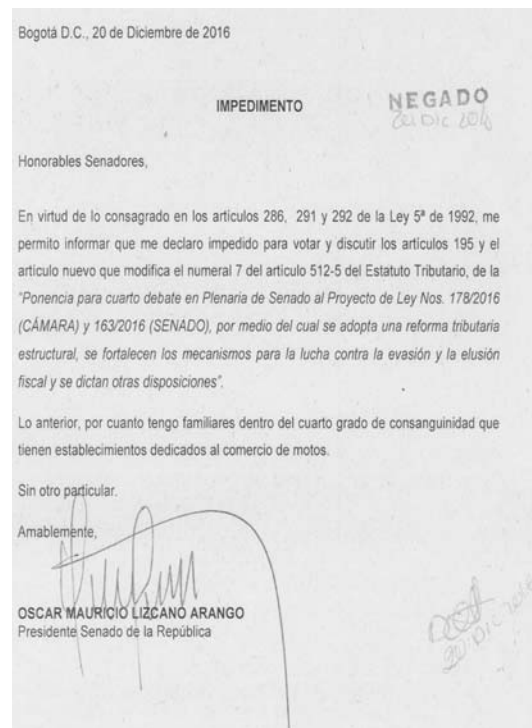 Bogotá D.C., 20 de Diciembre de 2016
IMPEDIMENTO
NEGADO
20 Dic 2016
Honorables Senadores,
En virtud de lo consagrado en los artículos 286, 291 y 292 de la Ley 5ª de 1992, me
permito informar que me declaro impedido para votar y discutir los artículos 195 y el
artículo nuevo que modifica el numeral 7 del artículo 512-5 del Estatuto Tributario, de la
"Ponencia para cuarto debate en Plenaria de Senado al Proyecto de Ley Nos. 178/2016
(CÁMARA) y 163/2016 (SENADO), por medio del cual se adopta una reforma tributaria
estructural, se fortalecen los mecanismos para la lucha contra la evasión y la elusión
fiscal y se dictan otras disposiciones".
Lo anterior, por cuanto tengo familiares dentro del cuarto grado de consanguinidad que
tienen establecimientos dedicados al comercio de motos.
Sin otro particular.
Amablemente,
OSCAR MAURICIO LIZCANO ARANGO
Presidente Senado de la República
20 DIC 2016